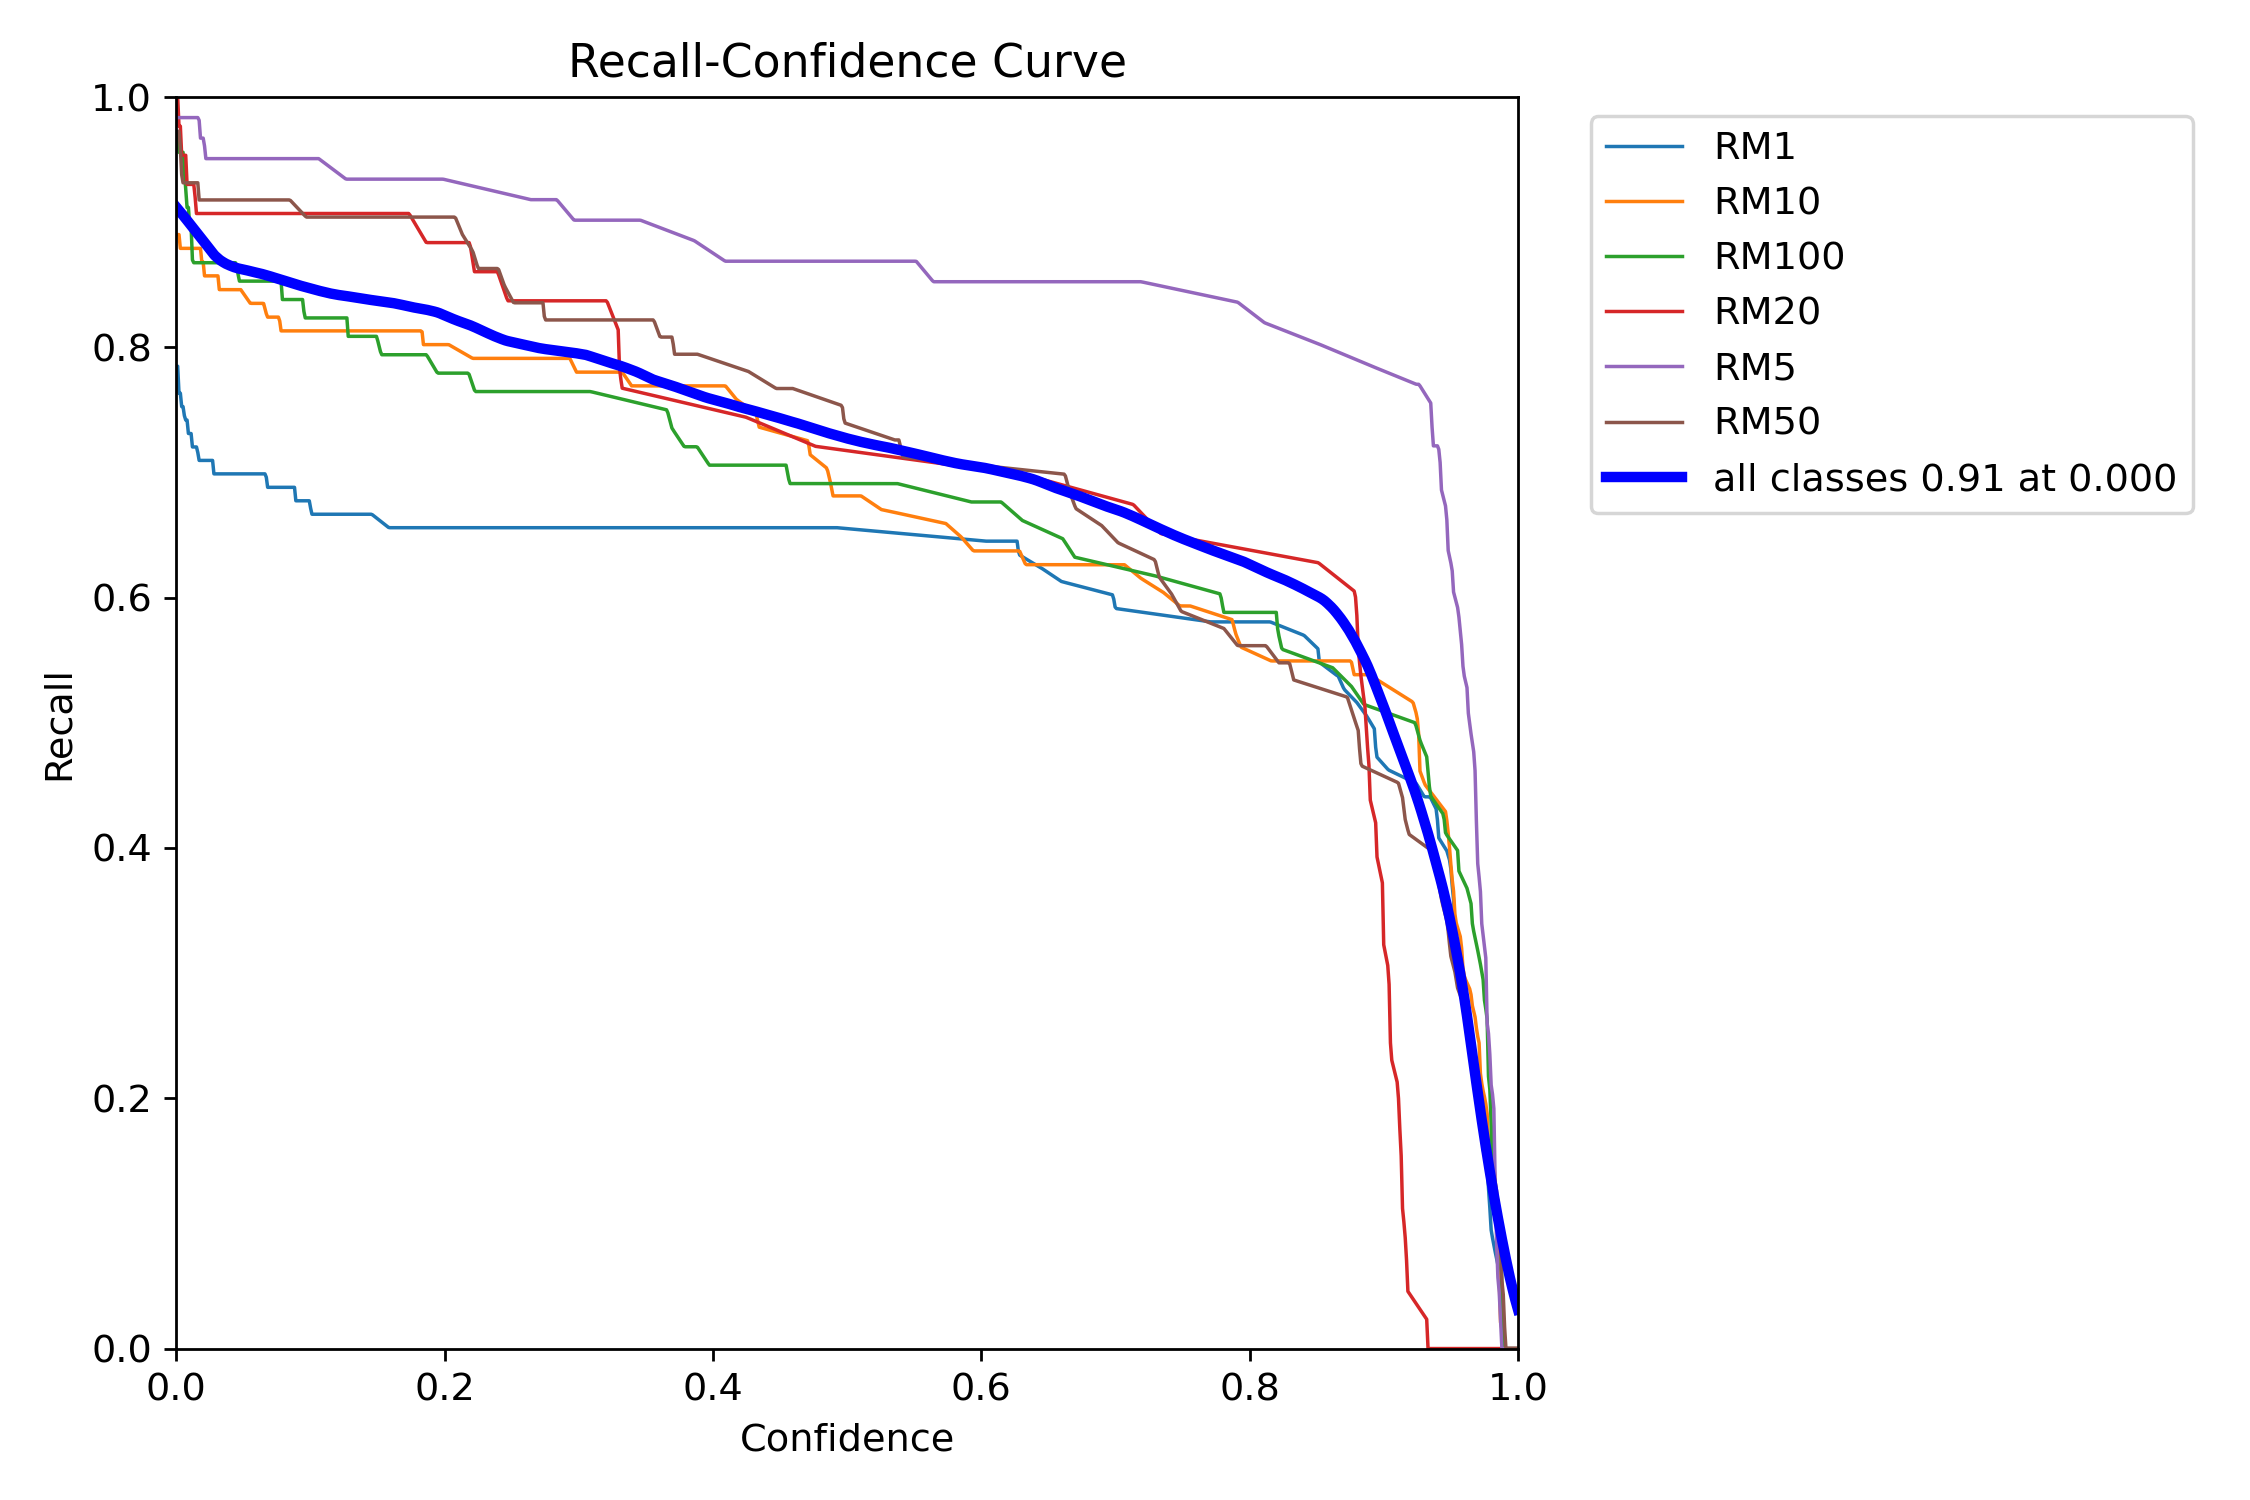 Recall-Confidence Curve
1.0
0.8
0.6
0.4
0.2
0.0
Recall
0.0 0.2 0.4 0.6 0.8 1.0
Confidence
RM1
RM10
RM100
RM20
RM5
RM50
all classes 0.91 at 0.000